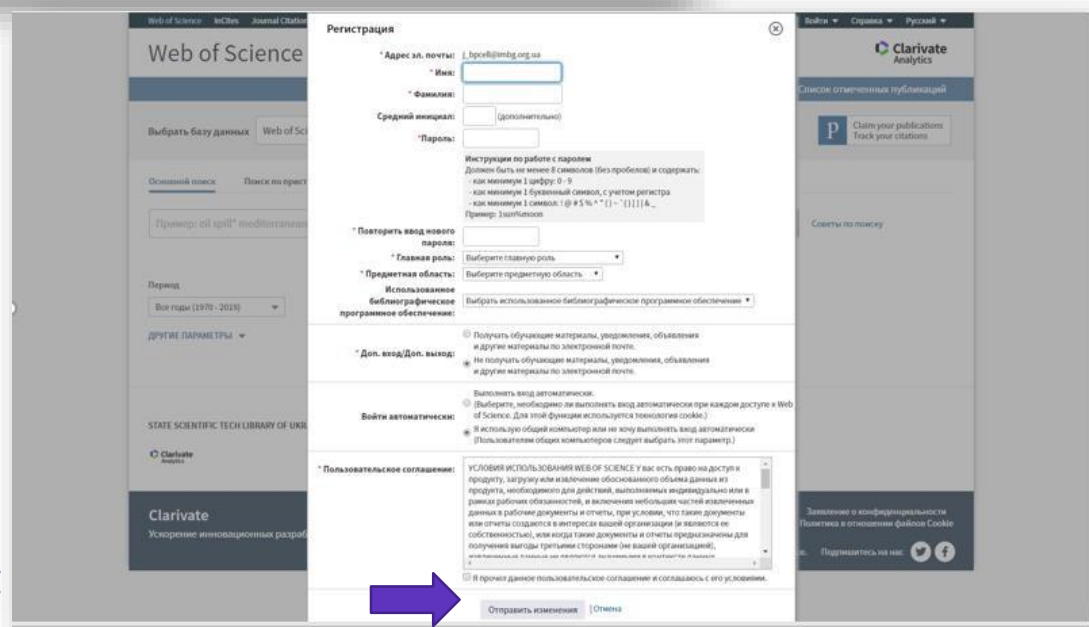 Web of Science InCites Journal Citation
Войти Справка Русский
Web of Science
Clarivate
Analytics
Список отмеченных публикаций
Выбрать базу данных Web of Sci
Claim your publications
Track your citations
Основной поиск Поиск по прист
Пример: oil spill* mediterranean
Советы по поиску
Период
Все годы (1970 - 2019)
ДРУГИЕ ПАРАМЕТРЫ
STATE SCIENTIFIC TECH LIBRARY OF UKR
Clarivate
Analytics
Clarivate
Ускорение инновационных разраб
Заявление о конфиденциальности
Политика в отношении файлов Cookie
Подпишитесь на нас
Регистрация
* Адрес эл. почты: j_bpcell@imbg.org.ua
* Имя:
* Фамилия:
Средний инициал: (дополнительно)
*Пароль:
Инструкции по работе с паролем
Должен быть не менее 8 символов (без пробелов) и содержать:
- как минимум 1 цифру: 0 - 9
- как минимум 1 буквенный символ, с учетом регистра
- как минимум 1 символ:
Пример: 1sun%moon
* Повторить ввод нового
пароля:
* Главная роль: Выберите главную роль
* Предметная область: Выберите предметную область
Использованное
библиографическое
программное обеспечение: Выбрать использованное библиографическое программное обеспечение
* Доп. вход/Доп. выход:
Получать обучающие материалы, уведомления, объявления
и другие материалы по электронной почте.
Не получать обучающие материалы, уведомления, объявления
и другие материалы по электронной почте.
Войти автоматически:
Выполнять вход автоматически.
(Выберите, необходимо ли выполнять вход автоматически при каждом доступе к Web
of Science. Для этой функции используется технология cookie.)
Я использую общий компьютер или не хочу выполнять вход автоматически
(Пользователям общих компьютеров следует выбрать этот параметр.)
* Пользовательское соглашение:
УСЛОВИЯ ИСПОЛЬЗОВАНИЯ WEB OF SCIENCE У вас есть право на доступ к
продукту, загрузку или извлечение обоснованного объема данных из
продукта, необходимого для действий, выполняемых индивидуально или в
рамках рабочих обязанностей, и включения небольших частей извлеченных
данных в рабочие документы и отчеты, при условии, что такие документы
или отчеты создаются в интересах вашей организации (и являются ее
собственностью), или когда такие документы и отчеты предназначены для
получения выгоды третьими сторонами (не вашей организацией),
Я прочел данное пользовательское соглашение и соглашаюсь с его условиями.
Отправить изменения | Отмена